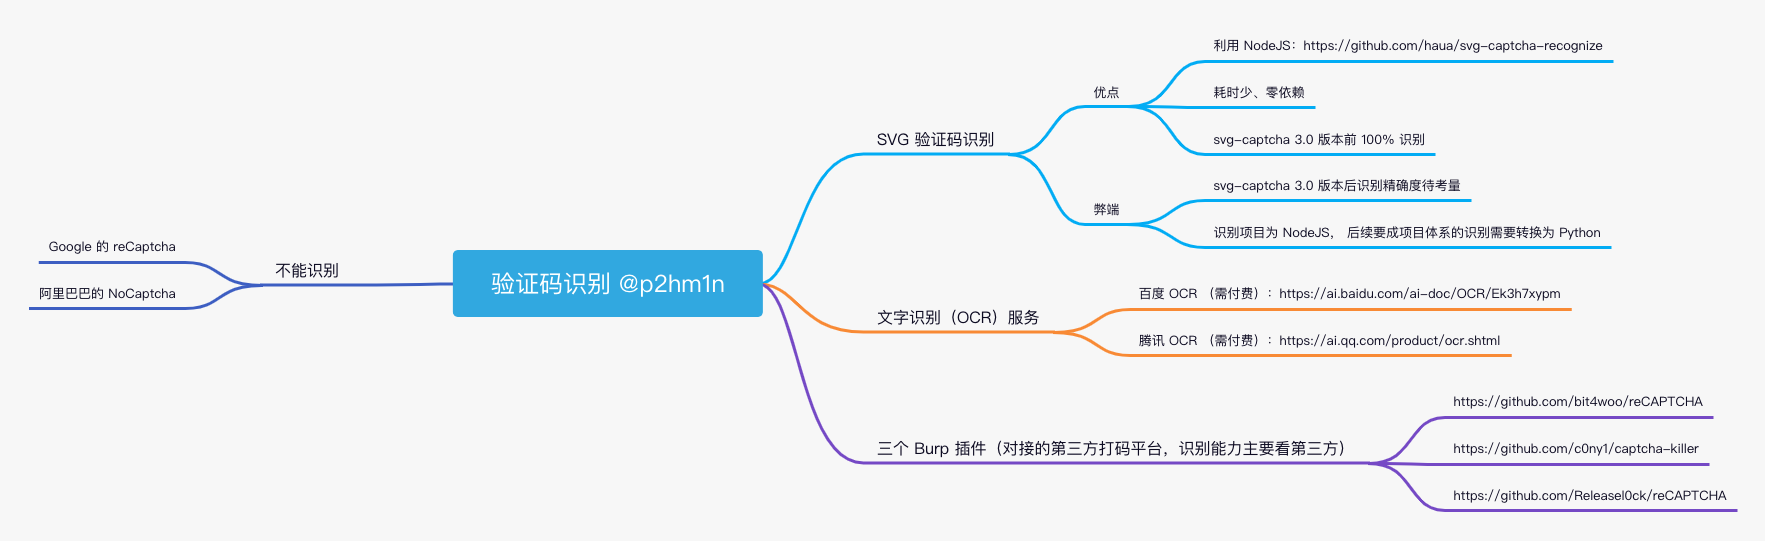 验证码识别 @p2hm1n
SVG 验证码识别
优点
利用 NodeJS：https://github.com/haua/svg-captcha-recognize
耗时少、零依赖
svg-captcha 3.0 版本前 100% 识别
弊端
svg-captcha 3.0 版本后识别精确度待考量
识别项目为 NodeJS， 后续要成项目体系的识别需要转换为 Python
文字识别（OCR）服务
百度 OCR （需付费）：https://ai.baidu.com/ai-doc/OCR/Ek3h7xypm
腾讯 OCR （需付费）：https://ai.qq.com/product/ocr.shtml
三个 Burp 插件（对接的第三方打码平台，识别能力主要看第三方）
https://github.com/bit4woo/reCAPTCHA
https://github.com/c0ny1/captcha-killer
https://github.com/Releasel0ck/reCAPTCHA
不能识别
Google 的 reCaptcha
阿里巴巴的 NoCaptcha